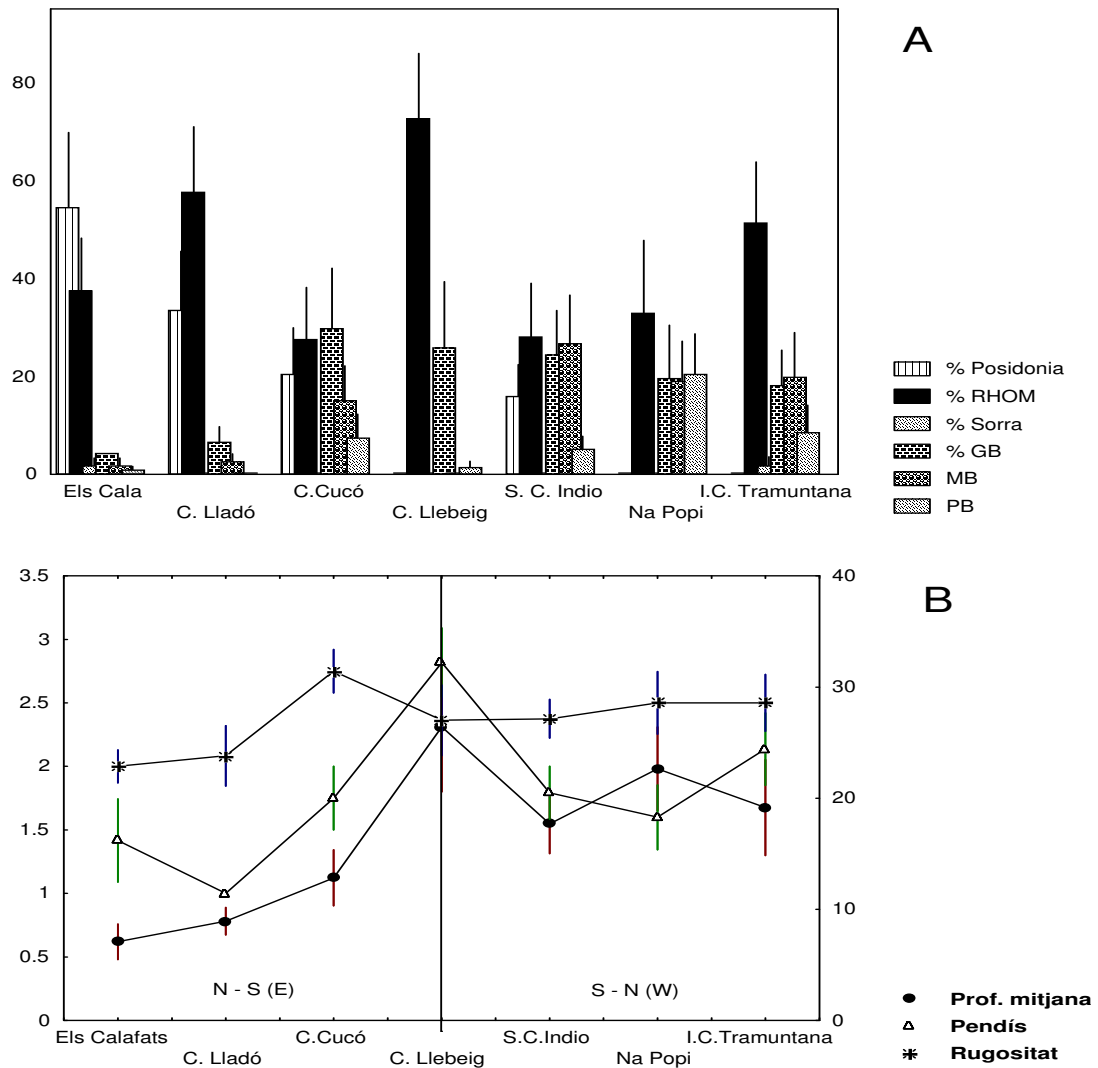 A
80
60
40
20
0
Els Cala C.Cucó S. C. Indio I.C. Tramuntana
C. Lladó C. Llebeig Na Popi
% Posidonia
% RHOM
% Sorra
% GB
MB
PB
B
3.5 40
3
2.5 30
2
1.5 20
1
0.5 10
0 0
N - S (E) S - N (W)
Els Calafats C.Cucó S.C.Indio I.C.Tramuntana
C. Lladó C. Llebeig Na Popi
Prof. mitjana
Pendís
Rugositat